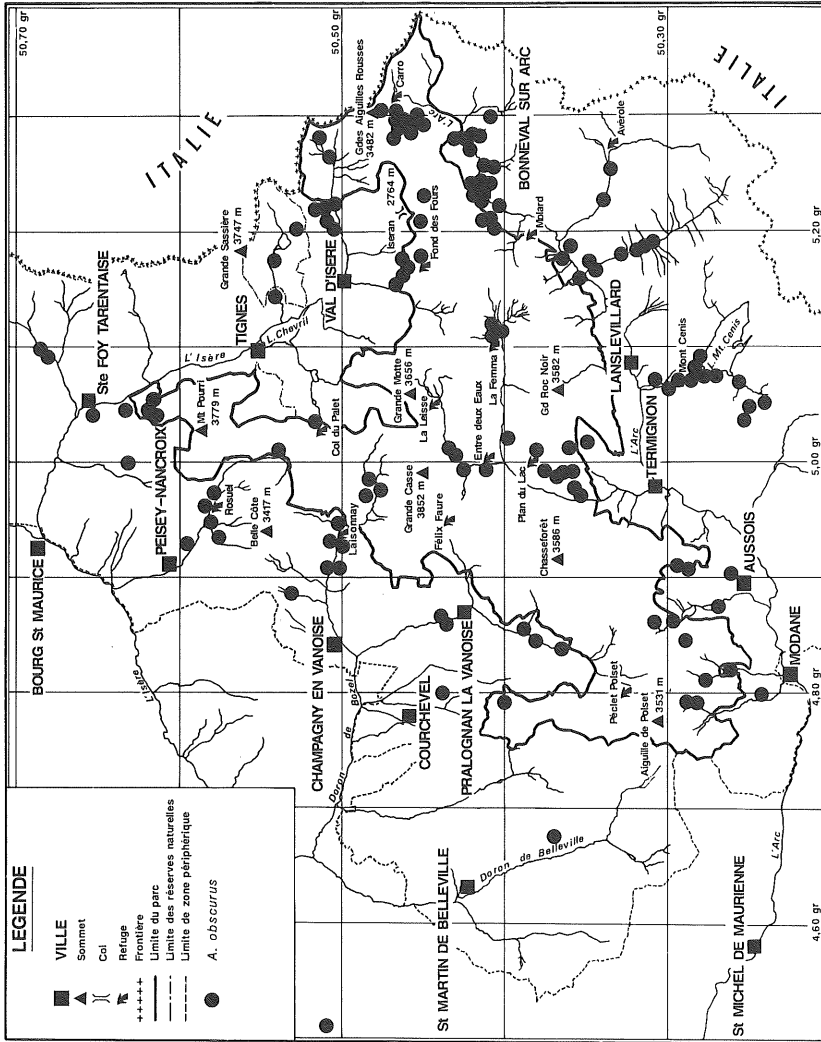 LEGENDE
VILLE
Sommet
Col
Refuge
Frontière
Limite du parc
Limite des réserves naturelles
Limite de zone périphérique
A. obscurus
50,70 gr
50,50 gr
50,30 gr
5,20 gr
5,00 gr
4,80 gr
4,60 gr
ITALIE
ITALIE
BOURG St MAURICE
Ste FOY TARENTAISE
PEISEY-NANCROIX
TIGNES
VAL D'ISERE
L'Isère
L'Isère
L. Chevril
Grande Sassière
3747 m
Mt Pourri
3779 m
Rosuel
Belle Côte
3417 m
Col du Palet
Laisonnay
CHAMPAGNY EN VANOISE
Doron de Bozel
COURCHEVEL
PRALOGNAN LA VANOISE
Grande Motte
3656 m
La Leisse
Grande Casse
3852 m
Félix Faure
Entre deux Eaux
La Femma
Plan du Lac
Gd Roc Noir
3582 m
Chasseforêt
3586 m
Iseran
2764 m
Fond des Fours
Gdes Aiguilles Rousses
3482 m
Carro
L'Arc
BONNEVAL SUR ARC
Molard
Avérole
LANSLEVILLARD
Mont Cenis
L. Mt. Cenis
L'Arc
TERMIGNON
AUSSOIS
MODANE
Péclet Polset
Aiguille de Polset
3531 m
St MARTIN DE BELLEVILLE
Doron de Belleville
St MICHEL DE MAURIENNE
L'Arc